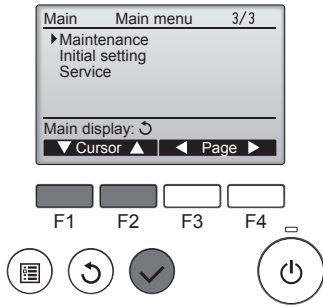 Main Main menu 3/3
Maintenance
Initial setting
Service
Main display:
Cursor Page
F1 F2 F3 F4